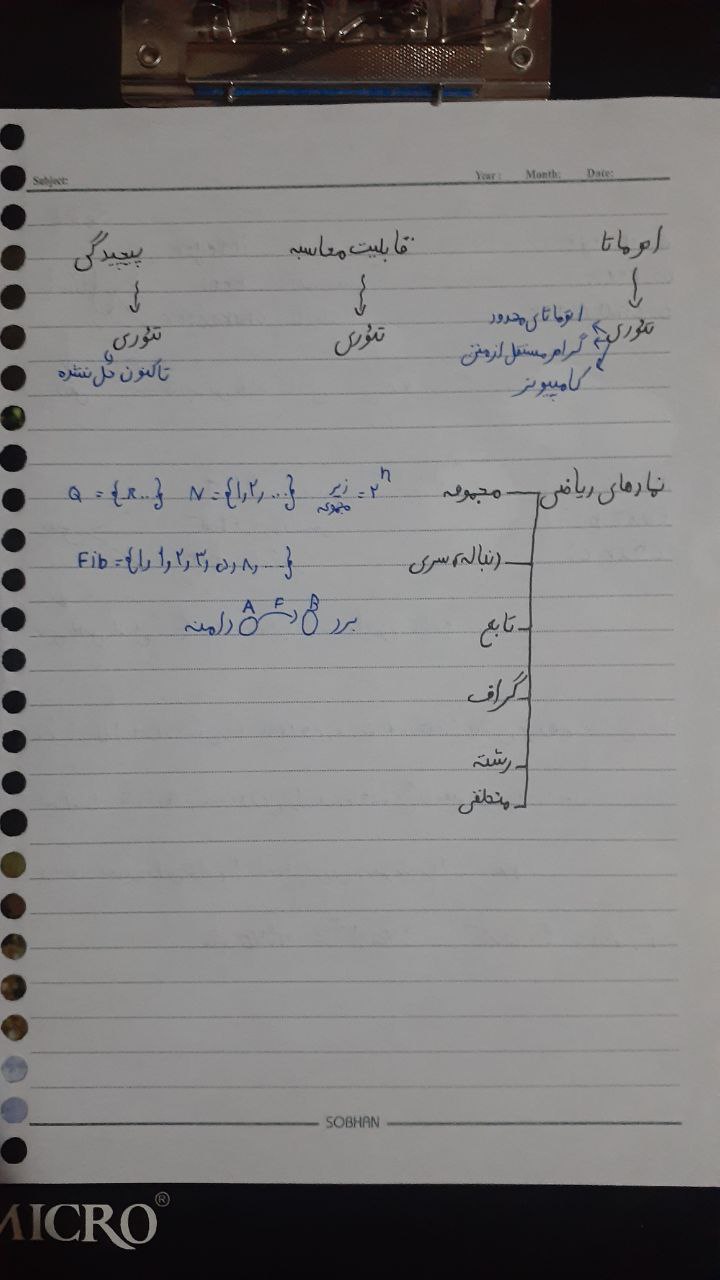 Subject: Year: Month: Date:
اتوماتا قابلیت محاسبه پیچیدگی
تئوری تئوری تئوری
اتوماتای محدود
گرامر مستقل از متن
کامپیوتر
تاکنون حل نشده
نمادهای ریاضی مجموعه زیر مجموعه = ۲ⁿ N = {۱,۲, ...} Q = {R..}
دنباله، سری Fib = {۱, ۱, ۲, ۳, ۵, ۸, ...}
تابع برد B F A دامنه
گراف
رشته
منطقی
SOBHAN
MICRO®